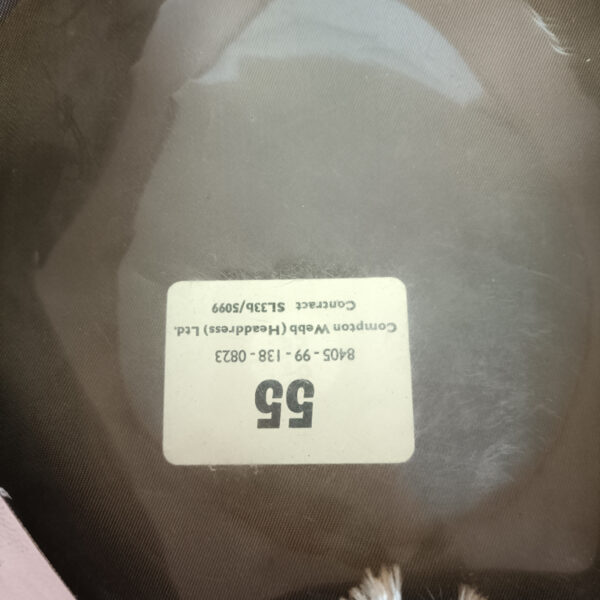 55
8405 - 99 - 138 - 0823
Compton Webb (Headdress) Ltd.
Contract SL33b/5099